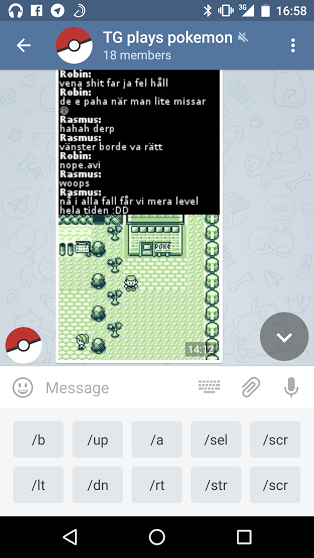 3G 16:58
TG plays pokemon
18 members
Robin:
vena shit far ja fel håll
Robin:
de e paha när man lite missar
Rasmus:
hahah derp
Rasmus:
vänster borde va rätt
Robin:
nope.avi
Rasmus:
woops
Rasmus:
nå i alla fall får vi mera level
hela tiden :DD
POKE
14:12
Message
/b /up /a /sel /scr
/lt /dn /rt /str /scr